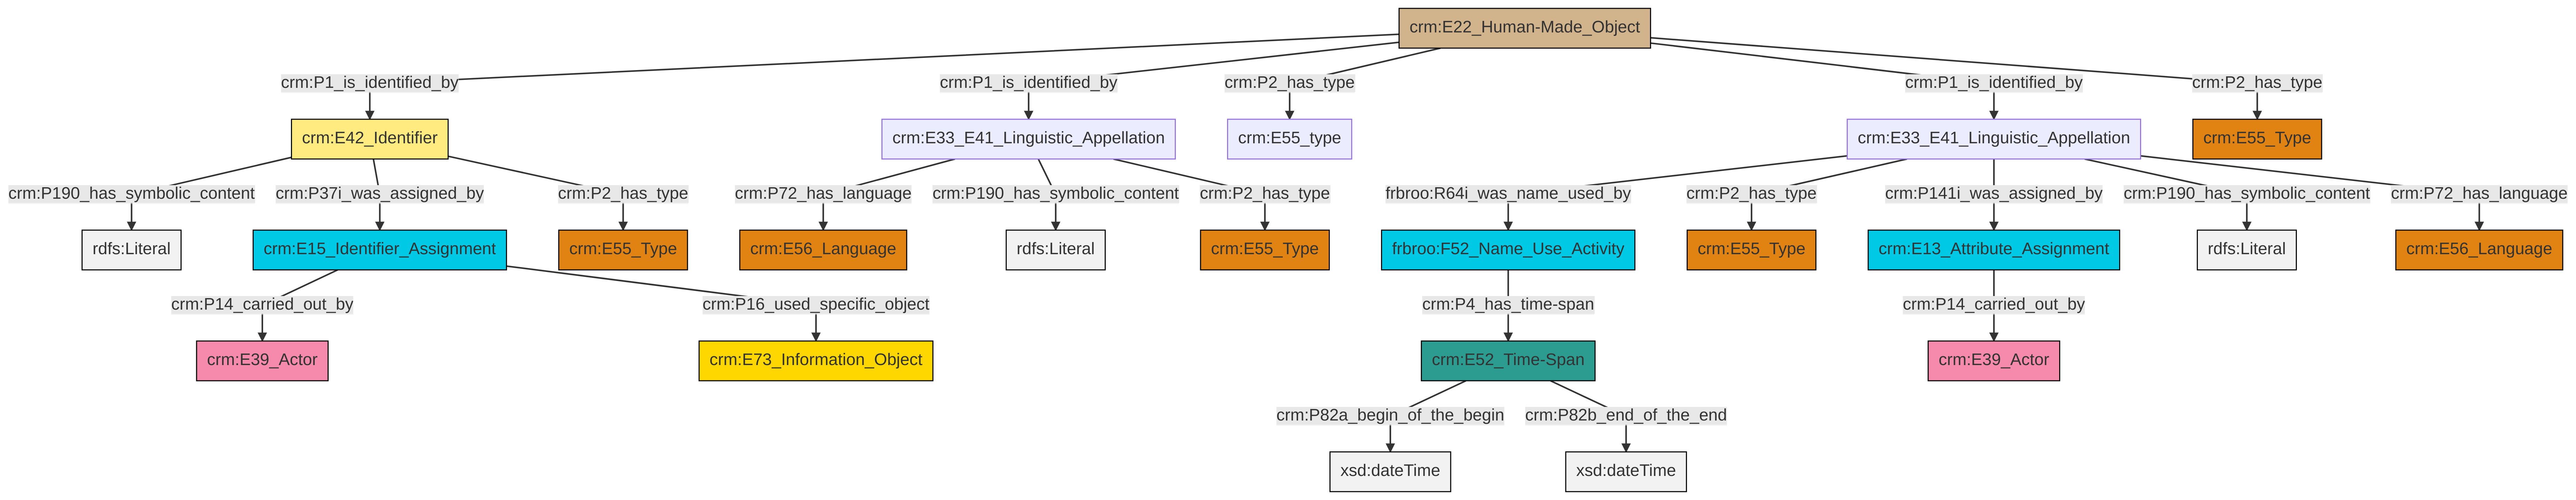 crm:E22_Human-Made_Object
crm:P1_is_identified_by
crm:P1_is_identified_by
crm:P2_has_type
crm:P1_is_identified_by
crm:P2_has_type
crm:E42_Identifier
crm:E33_E41_Linguistic_Appellation
crm:E55_type
crm:E33_E41_Linguistic_Appellation
crm:E55_Type
crm:P190_has_symbolic_content
crm:P37i_was_assigned_by
crm:P2_has_type
crm:P72_has_language
crm:P190_has_symbolic_content
crm:P2_has_type
frbroo:R64i_was_name_used_by
crm:P2_has_type
crm:P141i_was_assigned_by
crm:P190_has_symbolic_content
crm:P72_has_language
rdfs:Literal
crm:E15_Identifier_Assignment
crm:E55_Type
crm:E56_Language
rdfs:Literal
crm:E55_Type
frbroo:F52_Name_Use_Activity
crm:E55_Type
crm:E13_Attribute_Assignment
rdfs:Literal
crm:E56_Language
crm:P14_carried_out_by
crm:P16_used_specific_object
crm:P4_has_time-span
crm:P14_carried_out_by
crm:E39_Actor
crm:E73_Information_Object
crm:E52_Time-Span
crm:E39_Actor
crm:P82a_begin_of_the_begin
crm:P82b_end_of_the_end
xsd:dateTime
xsd:dateTime